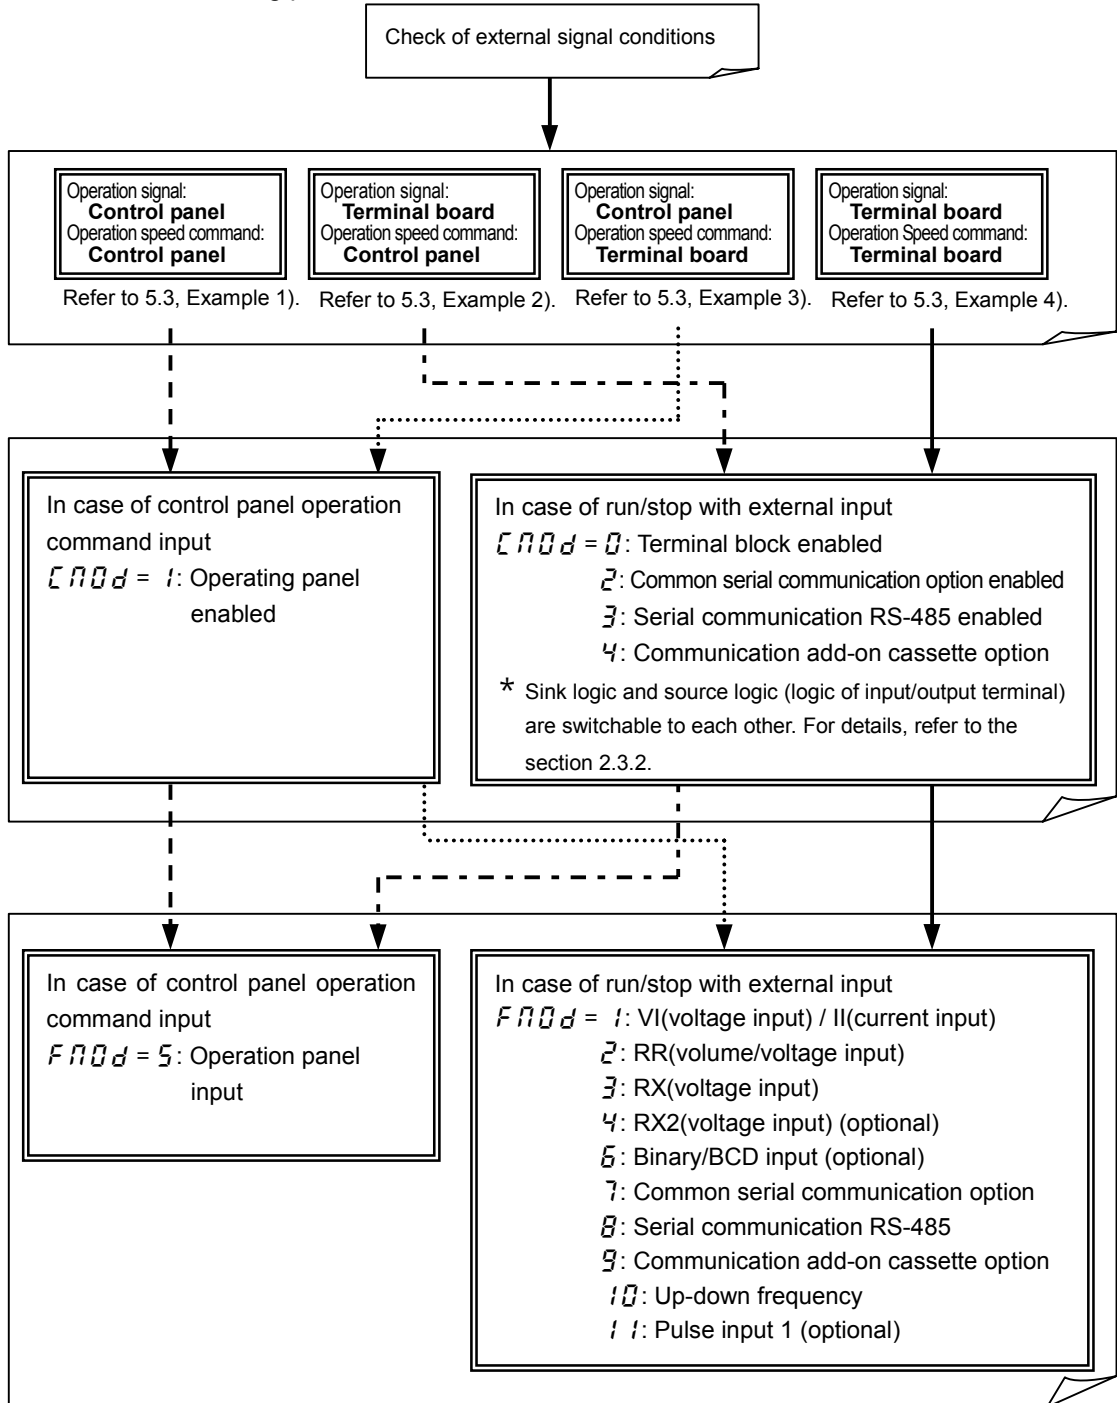 Check of external signal conditions
Operation signal:
Control panel
Operation speed command:
Control panel
Refer to 5.3, Example 1).
Operation signal:
Terminal board
Operation speed command:
Control panel
Refer to 5.3, Example 2).
Operation signal:
Control panel
Operation speed command:
Terminal board
Refer to 5.3, Example 3).
Operation signal:
Terminal board
Operation Speed command:
Terminal board
Refer to 5.3, Example 4).
In case of control panel operation
command input
CMOd = 1: Operating panel
enabled
In case of run/stop with external input
CMOd = 0: Terminal block enabled
2: Common serial communication option enabled
3: Serial communication RS-485 enabled
4: Communication add-on cassette option
* Sink logic and source logic (logic of input/output terminal)
are switchable to each other. For details, refer to the
section 2.3.2.
In case of control panel operation
command input
FMOd = 5: Operation panel
input
In case of run/stop with external input
FMOd = 1: VI(voltage input) / II(current input)
2: RR(volume/voltage input)
3: RX(voltage input)
4: RX2(voltage input) (optional)
6: Binary/BCD input (optional)
7: Common serial communication option
8: Serial communication RS-485
9: Communication add-on cassette option
10: Up-down frequency
11: Pulse input 1 (optional)